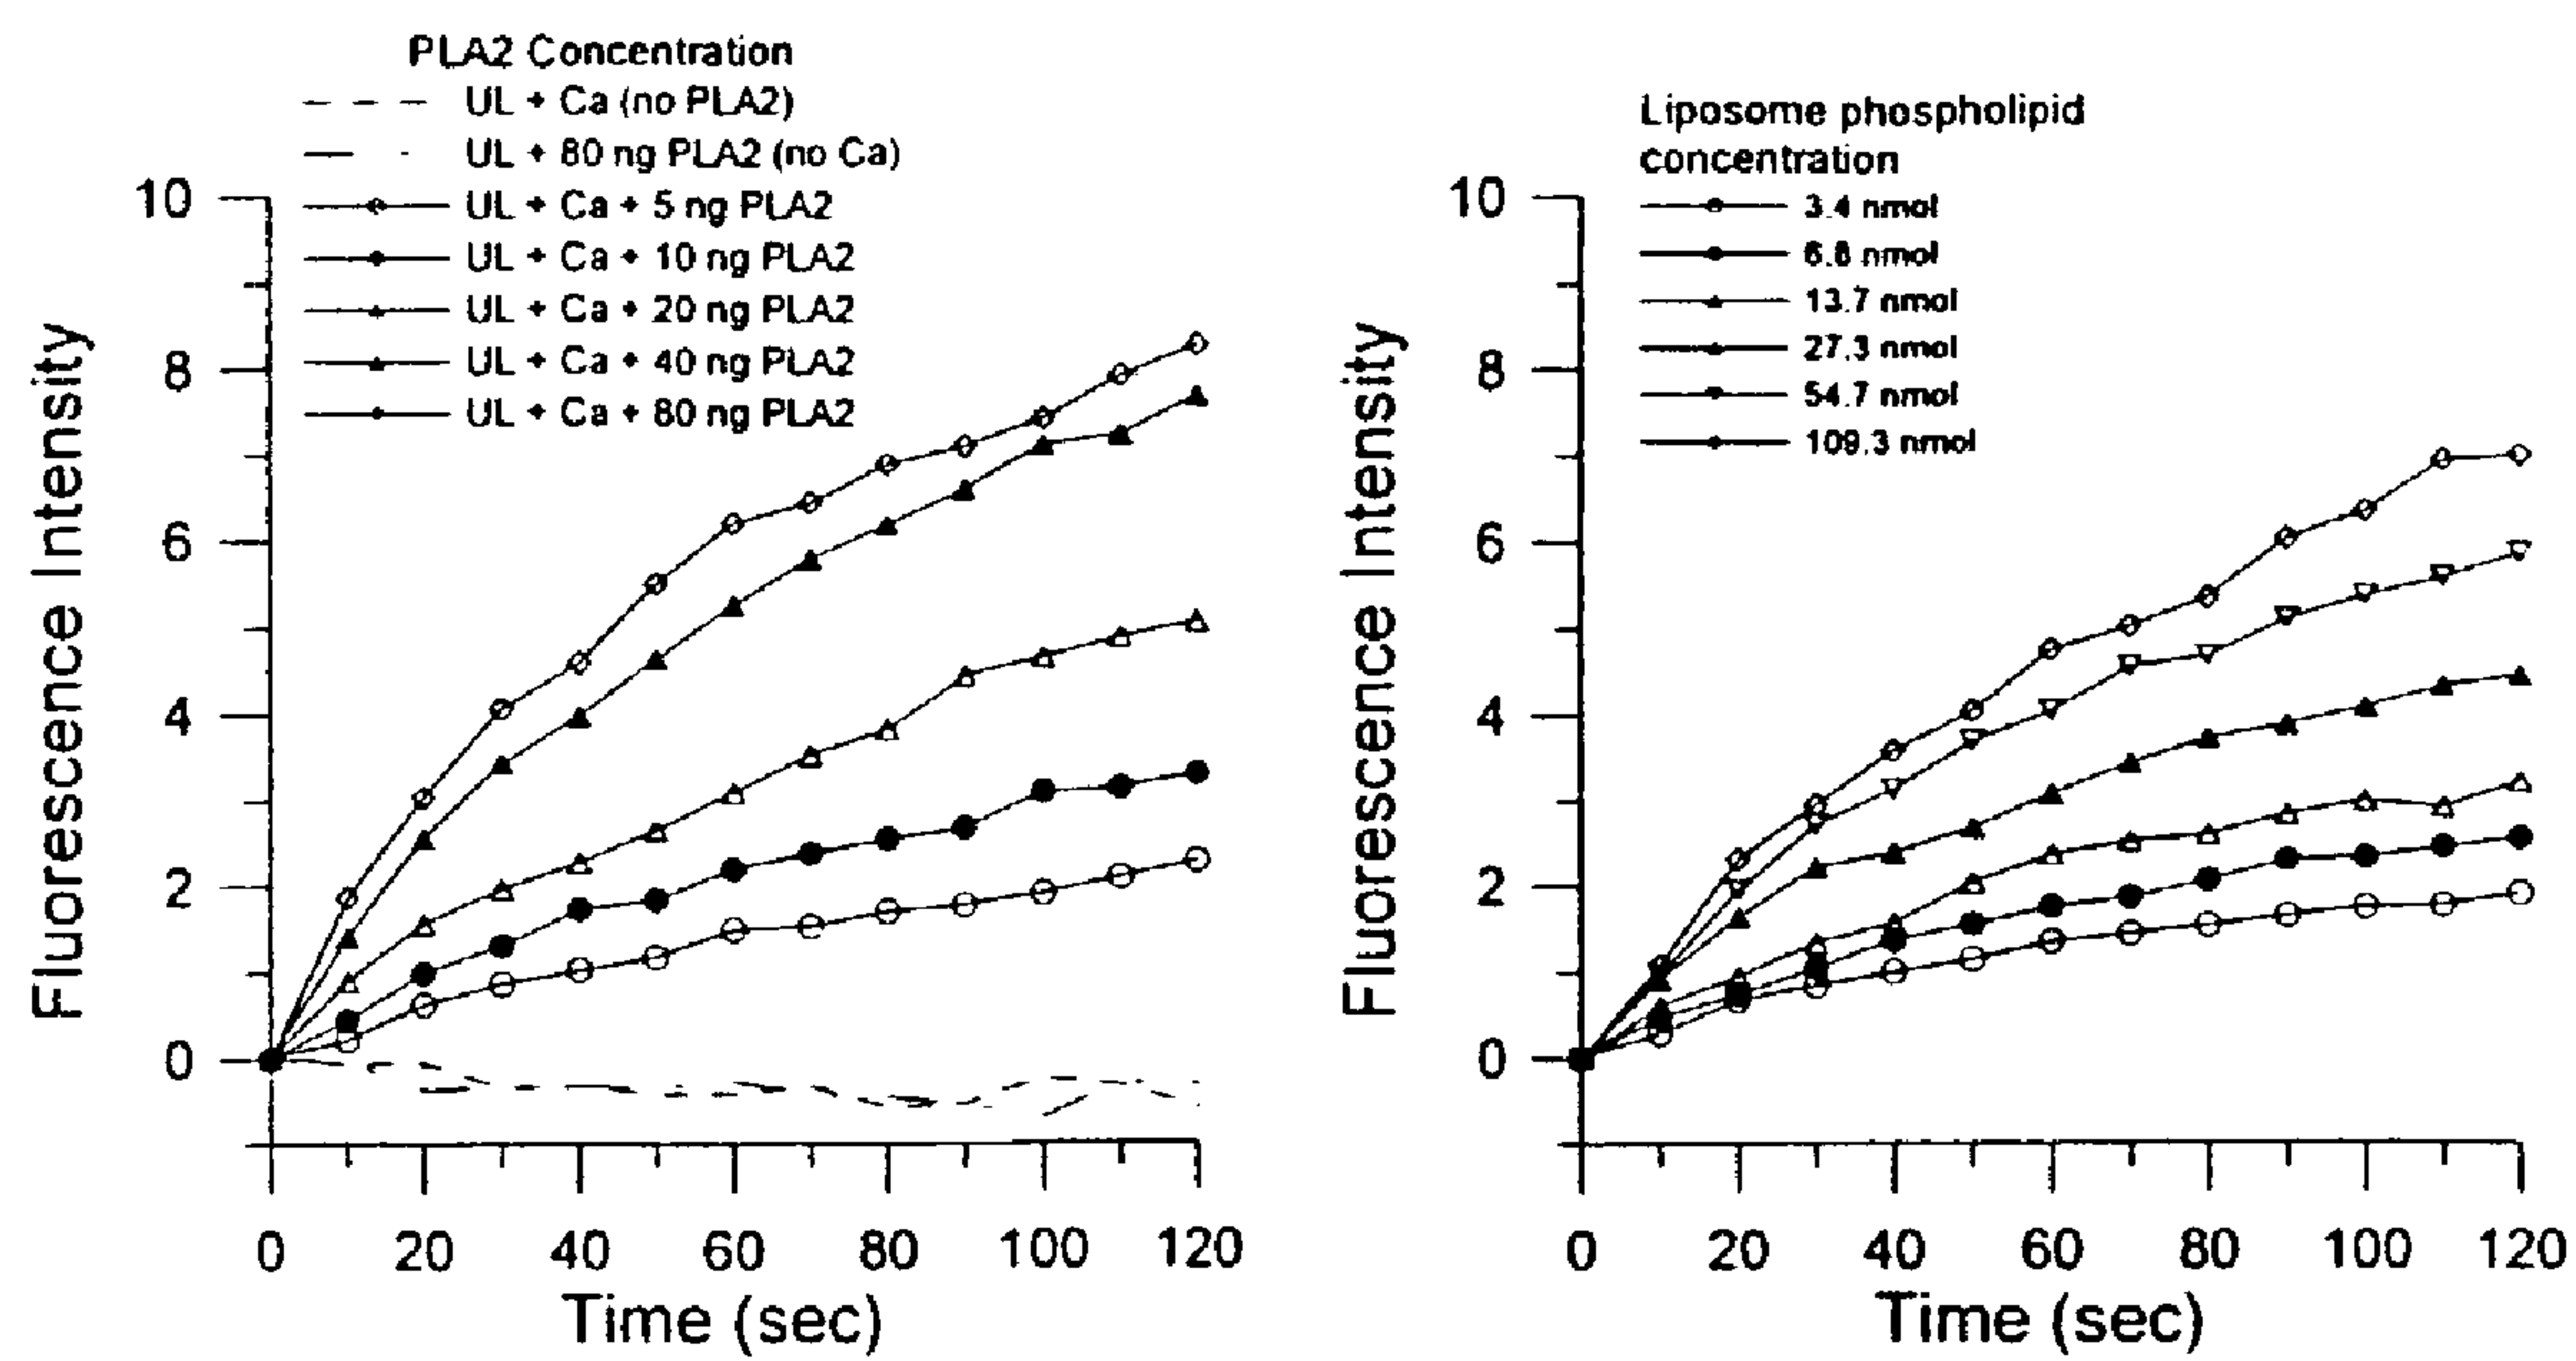 PLA2 Concentration
UL + Ca (no PLA2)
UL + 80 ng PLA2 (no Ca)
UL + Ca + 5 ng PLA2
UL + Ca + 10 ng PLA2
UL + Ca + 20 ng PLA2
UL + Ca + 40 ng PLA2
UL + Ca + 80 ng PLA2
10
8
6
4
2
0
Fluorescence Intensity
0 20 40 60 80 100 120
Time (sec)
Liposome phospholipid
concentration
3.4 nmol
6.8 nmol
13.7 nmol
27.3 nmol
54.7 nmol
109.3 nmol
10
8
6
4
2
0
Fluorescence Intensity
0 20 40 60 80 100 120
Time (sec)